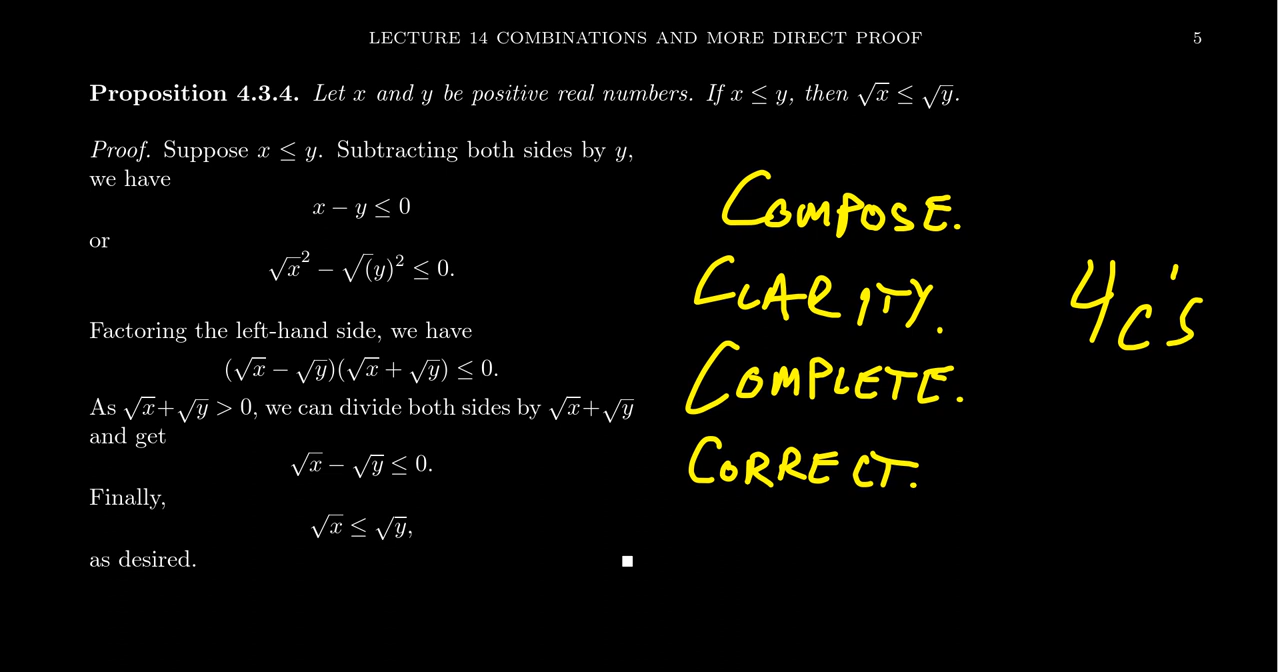 LECTURE 14 COMBINATIONS AND MORE DIRECT PROOF 5
Proposition 4.3.4. Let x and y be positive real numbers. If x ≤ y, then √x ≤ √y.
Proof. Suppose x ≤ y. Subtracting both sides by y,
we have
x − y ≤ 0
or
√x² − √(y)² ≤ 0.
Factoring the left-hand side, we have
(√x − √y)(√x + √y) ≤ 0.
As √x+√y > 0, we can divide both sides by √x+√y
and get
√x − √y ≤ 0.
Finally,
√x ≤ √y,
as desired. ■
COMPOSE.
CLARITY.
COMPLETE.
CORRECT.
4C's